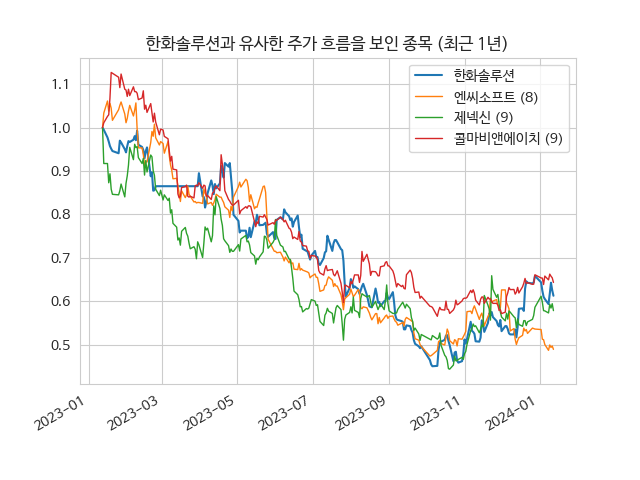 한화솔루션과 유사한 주가 흐름을 보인 종목 (최근 1년)
한화솔루션
엔씨소프트 (8)
제넥신 (9)
콜마비앤에이치 (9)
1.1
1.0
0.9
0.8
0.7
0.6
0.5
2023-01
2023-03
2023-05
2023-07
2023-09
2023-11
2024-01